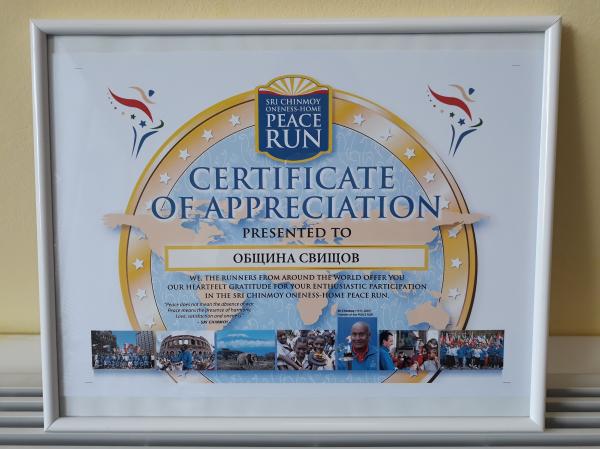 SRI CHINMOY
ONENESS-HOME
PEACE
RUN
CERTIFICATE
OF APPRECIATION
PRESENTED TO
ОБЩИНА СВИЩОВ
WE, THE RUNNERS FROM AROUND THE WORLD OFFER YOU
OUR HEARTFELT GRATITUDE FOR YOUR ENTHUSIASTIC PARTICIPATION
IN THE SRI CHINMOY ONENESS-HOME PEACE RUN.
"Peace does not mean the absence of war.
Peace means the presence of harmony,
Love, satisfaction and oneness."
– SRI CHINMOY